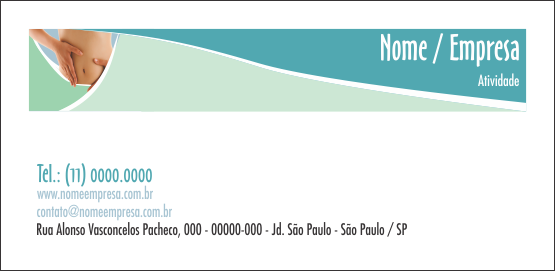 Nome / Empresa
Atividade
Tel.: (11) 0000.0000
www.nomeempresa.com.br
contato@nomeempresa.com.br
Rua Alonso Vasconcelos Pacheco, 000 - 00000-000 - Jd. São Paulo - São Paulo / SP